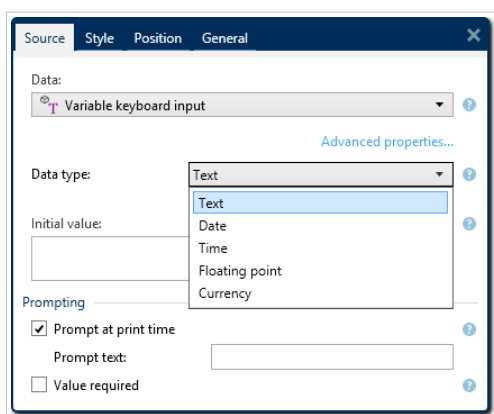 Source Style Position General
Data:
T Variable keyboard input
Advanced properties...
Data type: Text
Text
Initial value:
Date
Time
Floating point
Currency
Prompting
Prompt at print time
Prompt text:
Value required